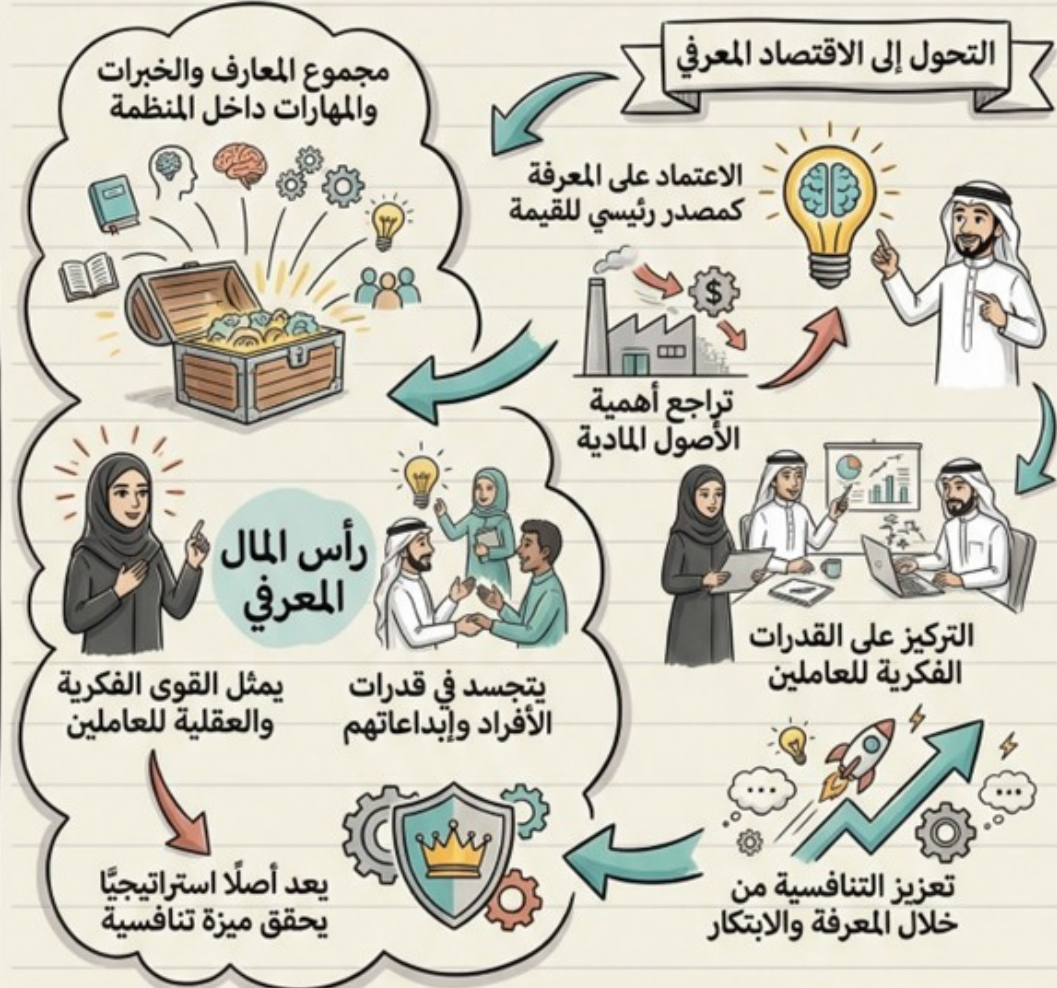 التحول إلى الاقتصاد المعرفي
الاعتماد على المعرفة
كمصدر رئيسي للقيمة
$
تراجع أهمية
الأصول المادية
التركيز على القدرات
الفكرية للعاملين
تعزيز التنافسية من
خلال المعرفة والابتكار
مجموع المعارف والخبرات
والمهارات داخل المنظمة
رأس المال
المعرفي
يتجسد في قدرات
الأفراد وإبداعاتهم
يمثل القوى الفكرية
والعقلية للعاملين
يعد أصلًا استراتيجيًّا
يحقق ميزة تنافسية